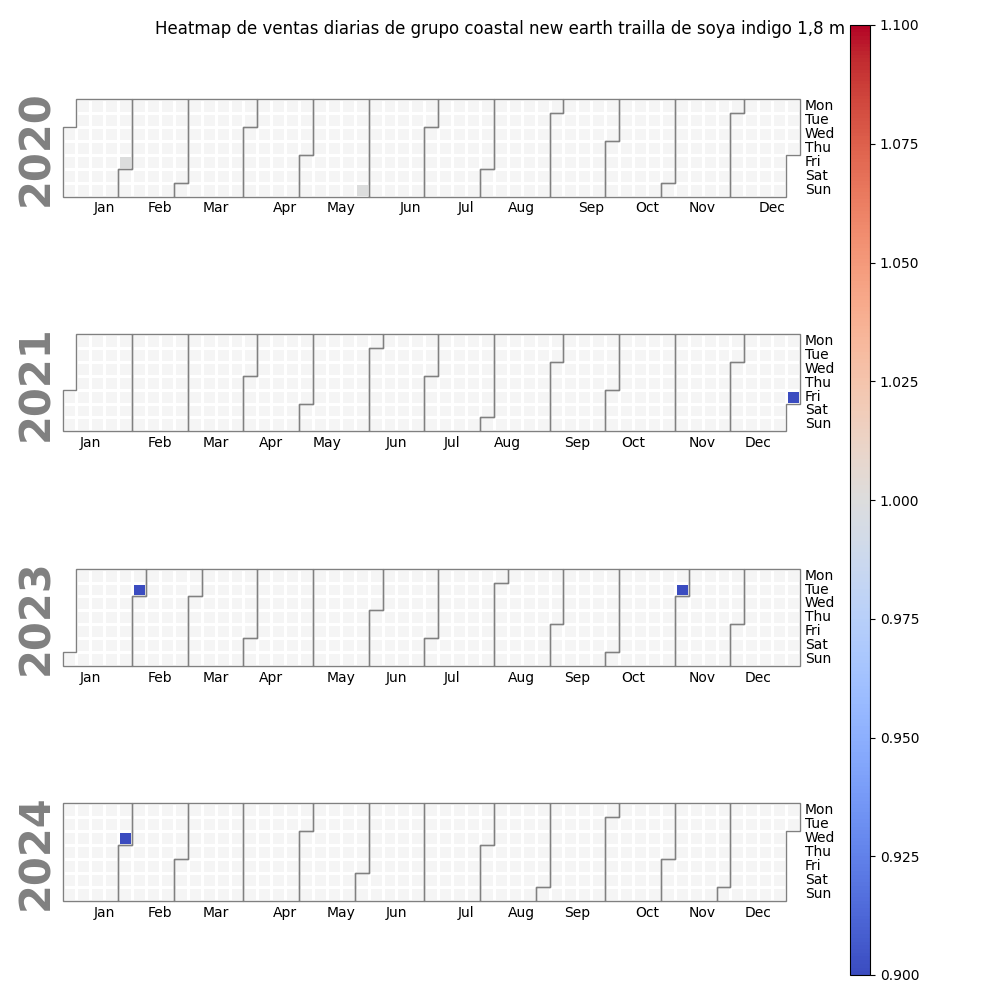 Heatmap de ventas diarias de grupo coastal new earth trailla de soya indigo 1,8 m
2020
Mon
Tue
Wed
Thu
Fri
Sat
Sun
Jan Feb Mar Apr May Jun Jul Aug Sep Oct Nov Dec
2021
Mon
Tue
Wed
Thu
Fri
Sat
Sun
Jan Feb Mar Apr May Jun Jul Aug Sep Oct Nov Dec
2023
Mon
Tue
Wed
Thu
Fri
Sat
Sun
Jan Feb Mar Apr May Jun Jul Aug Sep Oct Nov Dec
2024
Mon
Tue
Wed
Thu
Fri
Sat
Sun
Jan Feb Mar Apr May Jun Jul Aug Sep Oct Nov Dec
1.100
1.075
1.050
1.025
1.000
0.975
0.950
0.925
0.900